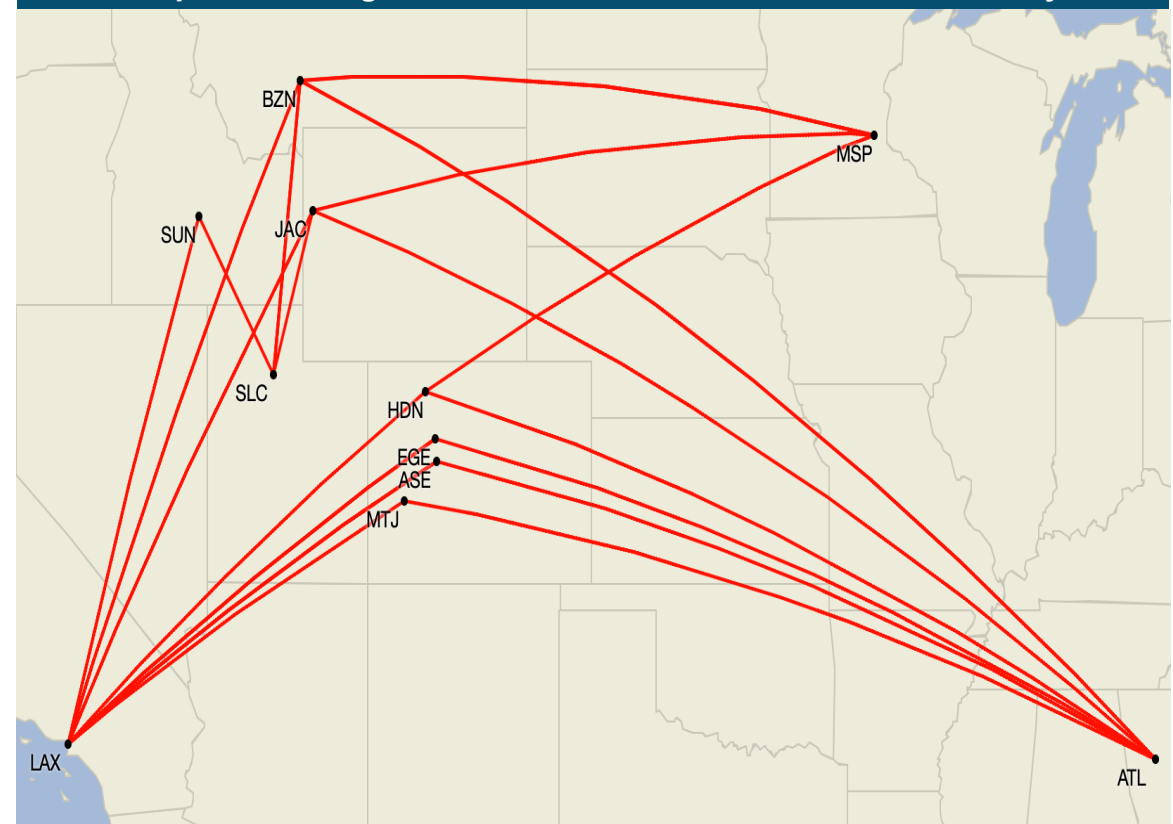 BZN
MSP
JAC
SUN
SLC
HDN
EGE
ASE
MTJ
LAX
ATL